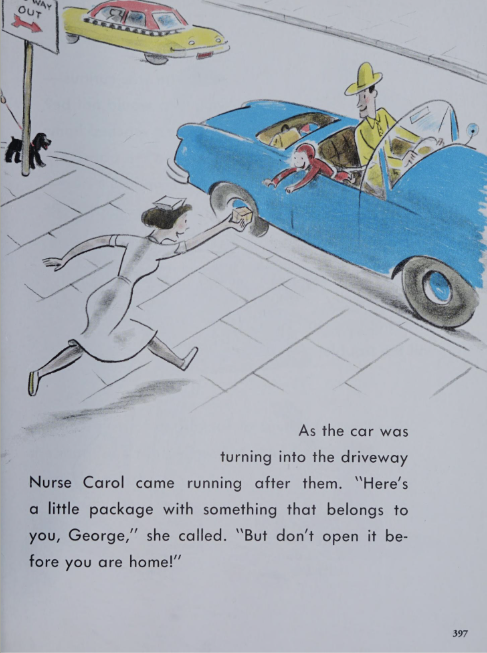 WAY
OUT
As the car was
turning into the driveway
Nurse Carol came running after them. "Here's
a little package with something that belongs to
you, George," she called. "But don't open it be-
fore you are home!"
397